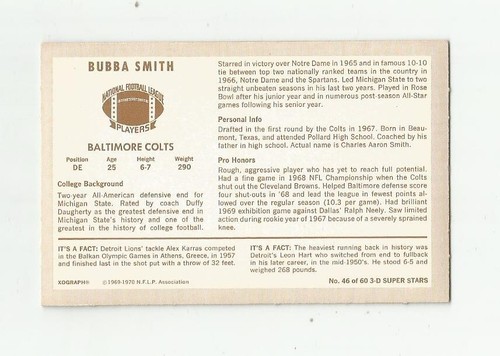 BUBBA SMITH
NATIONAL FOOTBALL LEAGUE
PLAYERS
BALTIMORE COLTS
Position Age Height Weight
DE 25 6-7 290
College Background
Two-year All-American defensive end for
Michigan State. Rated by coach Duffy
Daugherty as the greatest defensive end in
Michigan State's history and one of the
greatest in the history of college football.
Starred in victory over Notre Dame in 1965 and in famous 10-10
tie between top two nationally ranked teams in the country in
1966, Notre Dame and the Spartans. Led Michigan State to two
straight unbeaten seasons in his last two years. Played in Rose
Bowl after his junior year and in numerous post-season All-Star
games following his senior year.
Personal Info
Drafted in the first round by the Colts in 1967. Born in Beau-
mont, Texas, and attended Pollard High School. Coached by his
father in high school. Actual name is Charles Aaron Smith.
Pro Honors
Rough, aggressive player who has yet to reach full potential.
Had a fine game in 1968 NFL Championship when the Colts
shut out the Cleveland Browns. Helped Baltimore defense score
four shut-outs in '68 and lead the league in fewest points al-
lowed over the regular season (10.3 per game). Had brilliant
1969 exhibition game against Dallas' Ralph Neely. Saw limited
action during rookie year of 1967 because of a severely sprained
knee.
IT'S A FACT: Detroit Lions' tackle Alex Karras competed
in the Balkan Olympic Games in Athens, Greece, in 1957
and finished last in the shot put with a throw of 32 feet.
IT'S A FACT: The heaviest running back in history was
Detroit's Leon Hart who switched from end to fullback
in his later career, in the mid-1950's. He stood 6-5 and
weighed 268 pounds.
XOGRAPH® ©1969-1970 N.F.L.P. Association
No. 46 of 60 3-D SUPER STARS